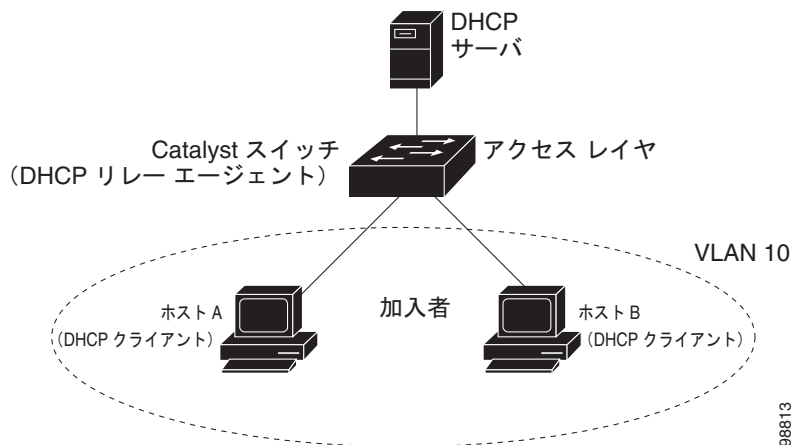 DHCP
サーバ
Catalyst スイッチ
(DHCP リレー エージェント)
アクセス レイヤ
VLAN 10
ホスト A
(DHCP クライアント)
加入者
ホスト B
(DHCP クライアント)
98813